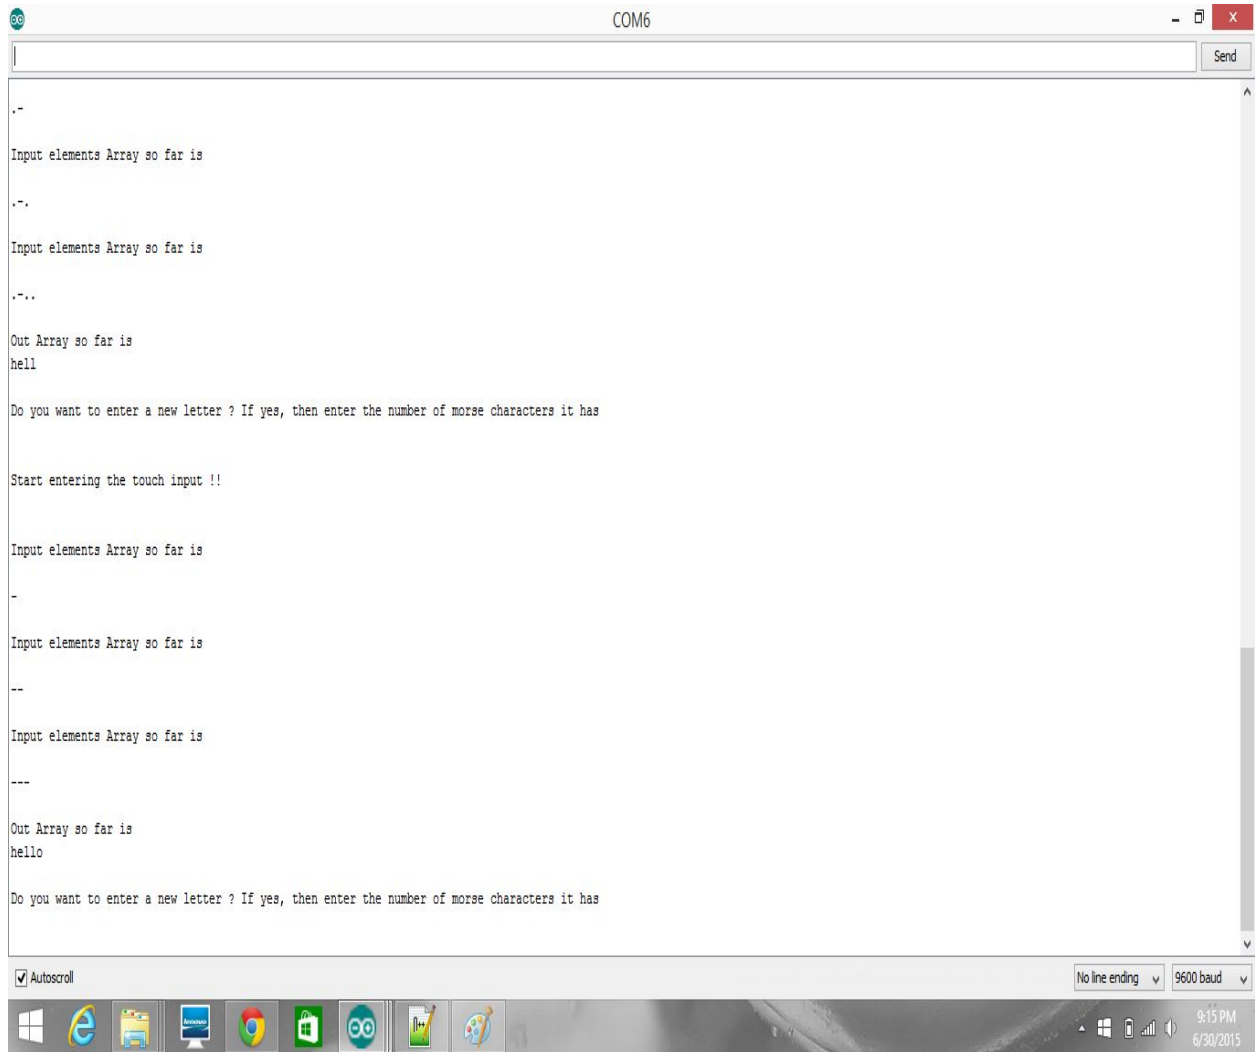 COM6
Send
.-
Input elements Array so far is
.-.
Input elements Array so far is
.-..
Out Array so far is
hell
Do you want to enter a new letter ? If yes, then enter the number of morse characters it has
Start entering the touch input !!
Input elements Array so far is
-
Input elements Array so far is
--
Input elements Array so far is
---
Out Array so far is
hello
Do you want to enter a new letter ? If yes, then enter the number of morse characters it has
Autoscroll
No line ending
9600 baud
9:15 PM
6/30/2015